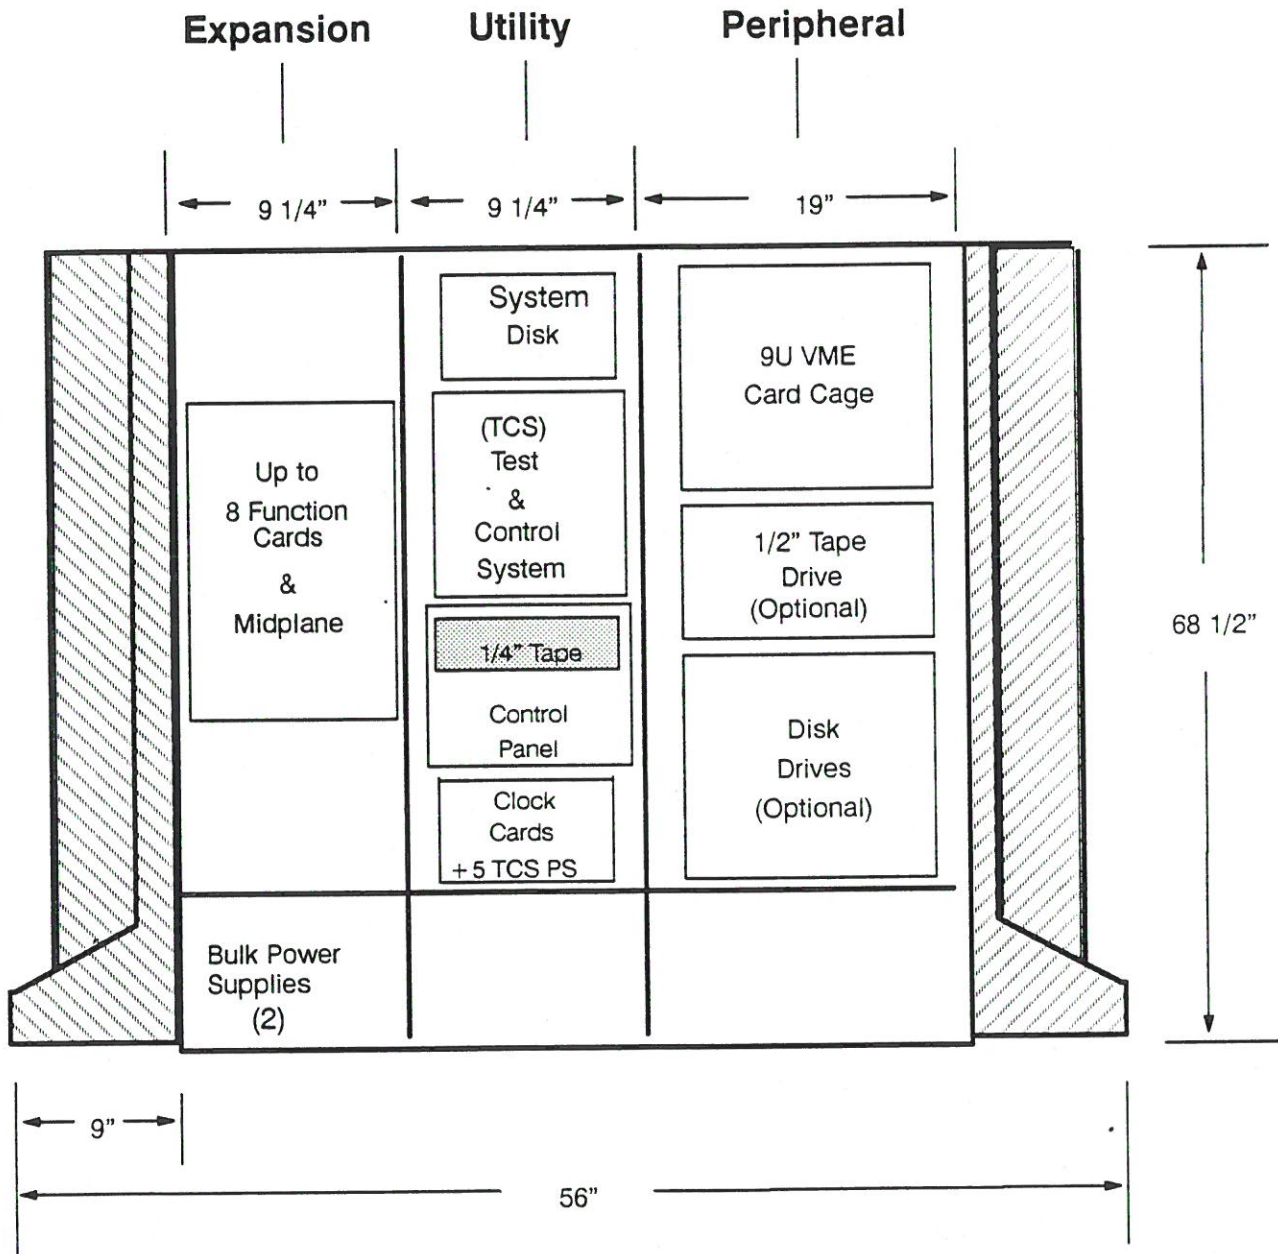 Expansion
Utility
Peripheral
9 1/4”
9 1/4”
19”
Up to
8 Function
Cards
&
Midplane
Bulk Power
Supplies
(2)
System
Disk
(TCS)
Test
&
Control
System
1/4” Tape
Control
Panel
Clock
Cards
+5 TCS PS
9U VME
Card Cage
1/2” Tape
Drive
(Optional)
Disk
Drives
(Optional)
68 1/2”
9”
56”